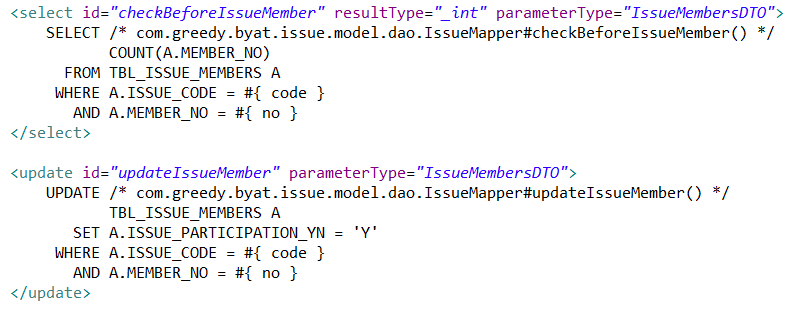 <select id="checkBeforeIssueMember" resultType="_int" parameterType="IssueMembersDTO">
    SELECT /* com.greedy.byat.issue.model.dao.IssueMapper#checkBeforeIssueMember() */
           COUNT(A.MEMBER_NO)
      FROM TBL_ISSUE_MEMBERS A
     WHERE A.ISSUE_CODE = #{ code }
       AND A.MEMBER_NO = #{ no }
</select>
<update id="updateIssueMember" parameterType="IssueMembersDTO">
    UPDATE /* com.greedy.byat.issue.model.dao.IssueMapper#updateIssueMember() */
           TBL_ISSUE_MEMBERS A
       SET A.ISSUE_PARTICIPATION_YN = 'Y'
     WHERE A.ISSUE_CODE = #{ code }
       AND A.MEMBER_NO = #{ no }
</update>